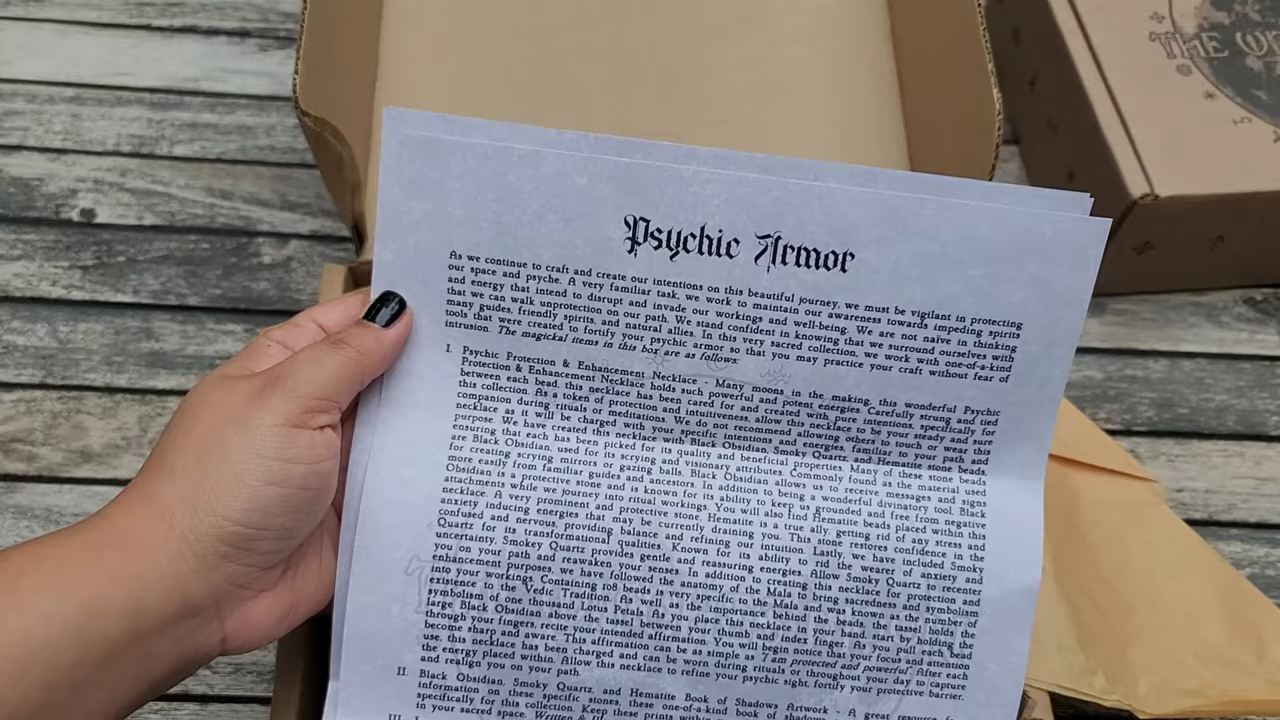 THE
Psychic Armor
As we continue to craft and create our intentions on this beautiful journey, we must be vigilant in protecting
our space and psyche. A very familiar task, we work to maintain our awareness towards impeding spirits
and energy that intend to disrupt and invade our workings and well-being. We are not naive in thinking
that we can walk unprotection on our path. We stand confident in knowing that we surround ourselves with
many guides, friendly spirits, and natural allies. In this very sacred collection, we work with one-of-a-kind
tools that were created to fortify your psychic armor so that you may practice your craft without fear of
intrusion. The magickal items in this box are as follows:
I. Psychic Protection & Enhancement Necklace - Many moons in the making, this wonderful Psychic
Protection & Enhancement Necklace holds such powerful and potent energies. Carefully strung and tied
between each bead, this necklace has been cared for and created with pure intentions, specifically for
this collection. As a token of protection and intuitiveness, allow this necklace to be your steady and sure
companion during rituals or meditations. We do not recommend allowing others to touch or wear this
necklace as it will be charged with your specific intentions and energies, familiar to your path and
purpose. We have created this necklace with Black Obsidian, Smoky Quartz, and Hematite stone beads,
ensuring that each has been picked for its quality and beneficial properties. Many of these stone beads
are Black Obsidian, used for its scrying and visionary attributes. Commonly found as the material used
for creating scrying mirrors or gazing balls, Black Obsidian allows us to receive messages and signs
more easily from familiar guides and ancestors. In addition to being a wonderful divinatory tool, Black
Obsidian is a protective stone and is known for its ability to keep us grounded and free from negative
attachments while we journey into ritual workings. You will also find Hematite beads placed within this
necklace. A very prominent and protective stone, Hematite is a true ally, getting rid of any stress and
anxiety inducing energies that may be currently draining you. This stone restores confidence in the
confused and nervous, providing balance and refining our intuition. Lastly, we have included Smoky
Quartz for its transformational qualities. Known for its ability to rid the wearer of anxiety and
uncertainty, Smokey Quartz provides gentle and reassuring energies. Allow Smoky Quartz to recenter
you on your path and reawaken your senses. In addition to creating this necklace for protection and
enhancement purposes, we have followed the anatomy of the Mala to bring sacredness and symbolism
into your workings. Containing 108 beads is very specific to the Mala and was known as the number of
existence to the Vedic Tradition. As well as the importance behind the beads, the tassel holds the
symbolism of one thousand Lotus Petals. As you place this necklace in your hand, start by holding the
large Black Obsidian above the tassel between your thumb and index finger. As you pull each bead
through your fingers, recite your intended affirmation. You will begin notice that your focus and attention
become sharp and aware. This affirmation can be as simple as "I am protected and powerful". After each
use, this necklace has been charged and can be worn during rituals or throughout your day to capture
the energy placed within. Allow this necklace to refine your psychic sight, fortify your protective barrier,
and realign you on your path.
II. Black Obsidian, Smoky Quartz, and Hematite Book of Shadows Artwork - A great resource
information on these specific stones, these one-of-a-kind book of shadows
specifically for this collection. Keep these prints within
in your sacred space. Written &
III.